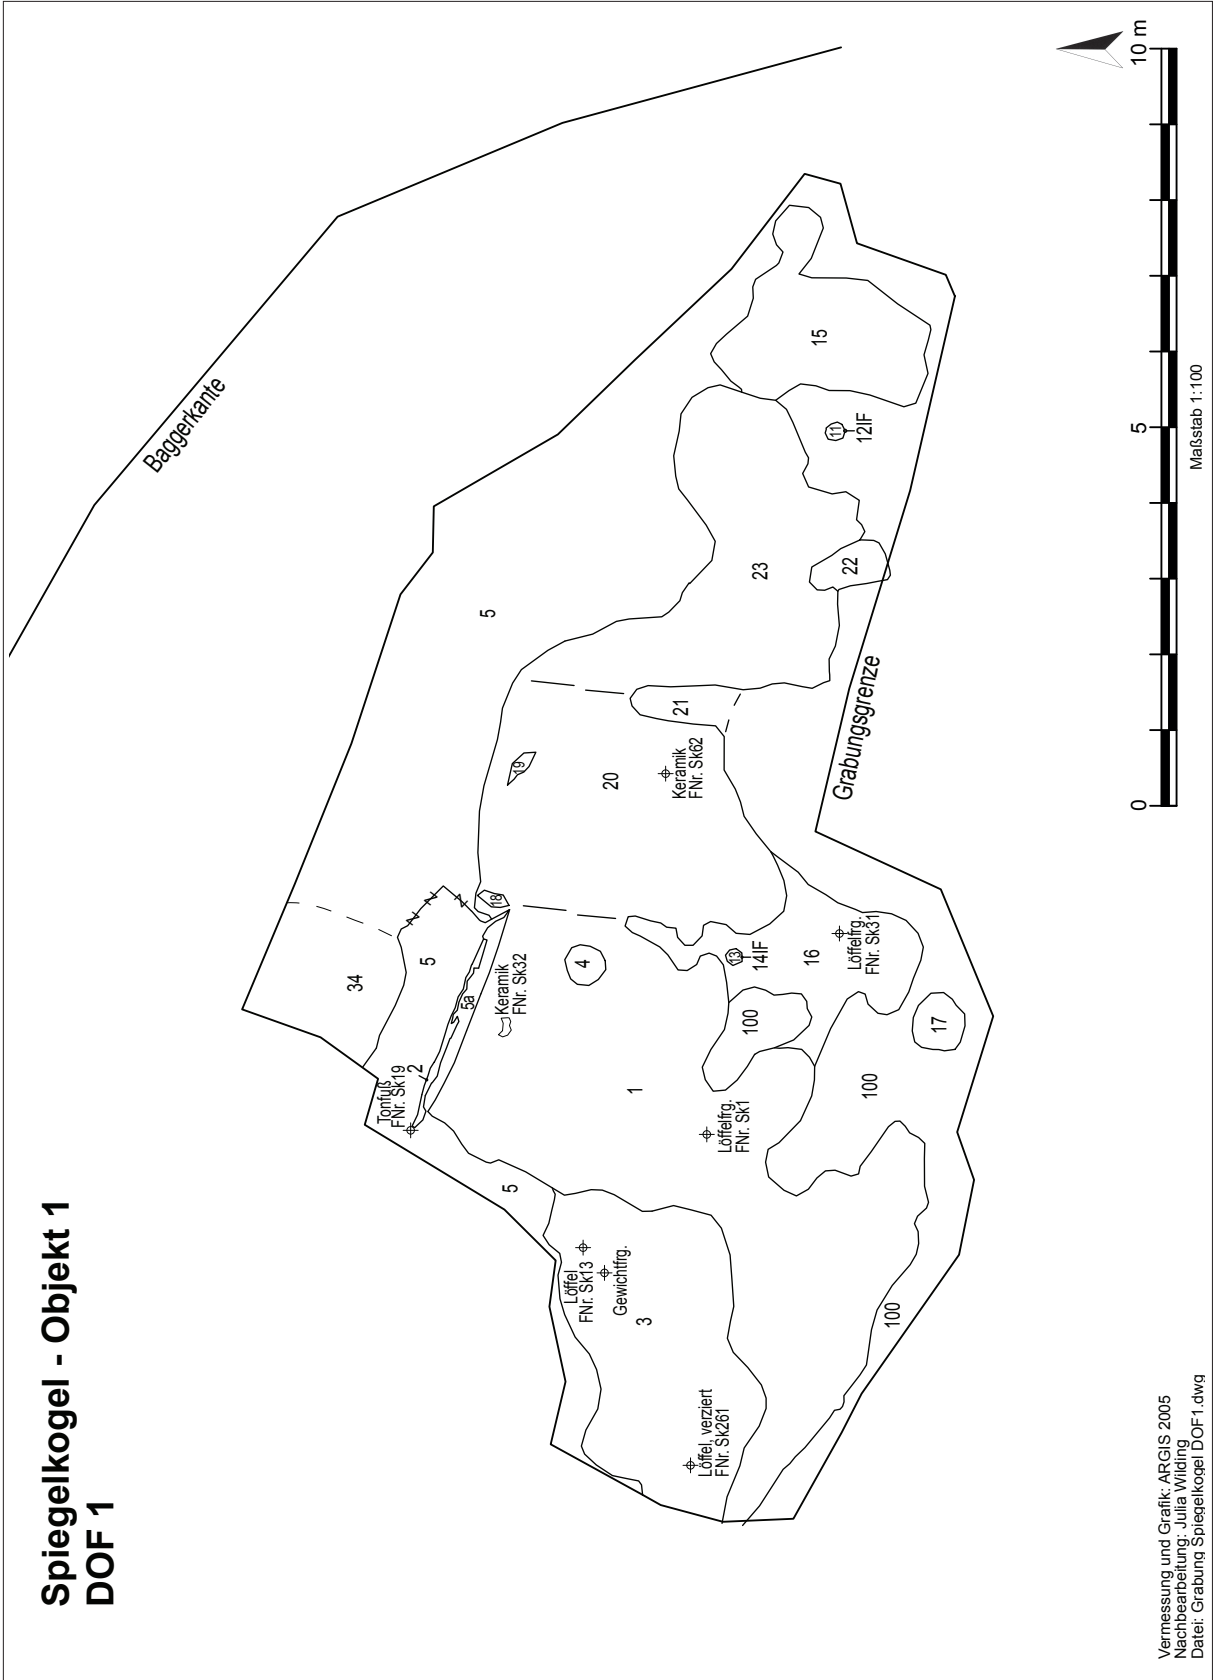 Spiegelkogel - Objekt 1
DOF 1
Baggerkante
34
5
5
Tonfuß
FNr. Sk19
2
5a
18
19
5
Keramik
FNr. Sk32
4
20
Keramik
FNr. Sk62
21
23
15
5
Löffel
FNr. Sk13
Gewichtfrg.
3
1
Löffelfrg.
FNr. Sk1
100
13
14IF
16
Löffelfrg.
FNr. Sk31
22
11
12IF
Löffel, verziert
FNr. Sk261
100
100
17
Grabungsgrenze
0
5
10 m
Maßstab 1:100
Vermessung und Grafik: ARGIS 2005
Nachbearbeitung: Julia Wilding
Datei: Grabung Spiegelkogel DOF1.dwg